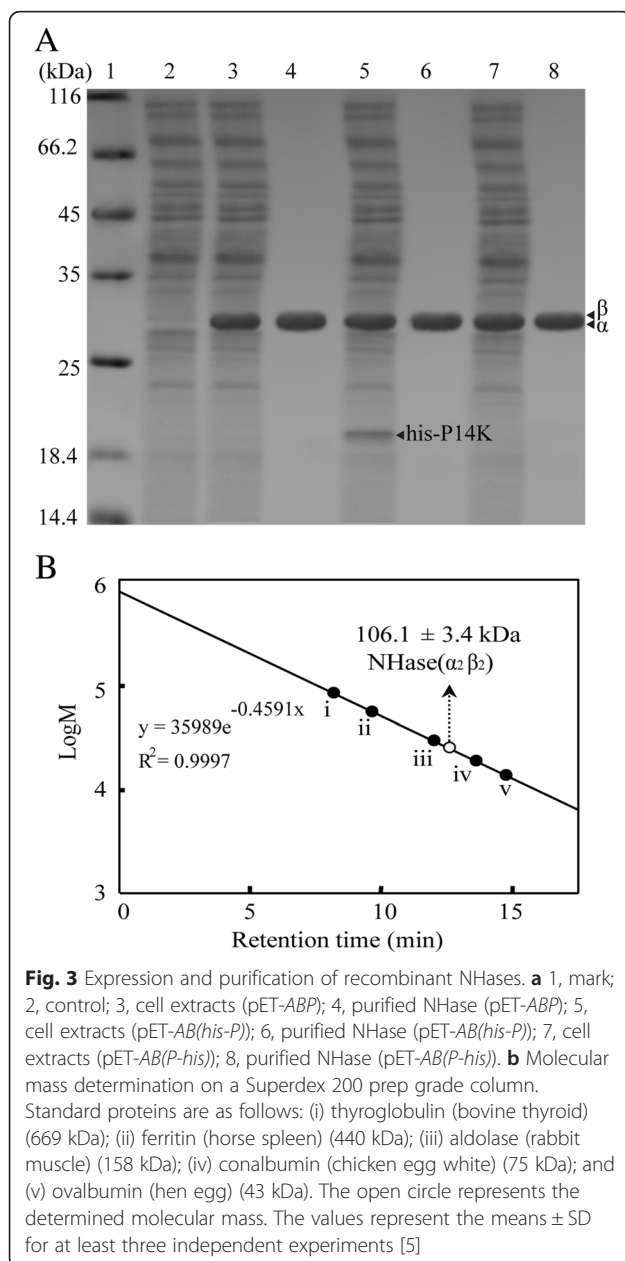 A
(kDa) 1 2 3 4 5 6 7 8
116
66.2
45
35
25
18.4
14.4
β
α
his-P14K
B
6
5
4
3
LogM
106.1 ± 3.4 kDa
NHase(α₂ β₂)
y = 35989e^-0.4591x
R² = 0.9997
i
ii
iii
iv
v
0 5 10 15
Retention time (min)
Fig. 3 Expression and purification of recombinant NHases. a 1, mark;
2, control; 3, cell extracts (pET-ABP); 4, purified NHase (pET-ABP); 5,
cell extracts (pET-AB(his-P)); 6, purified NHase (pET-AB(his-P)); 7, cell
extracts (pET-AB(P-his)); 8, purified NHase (pET-AB(P-his)). b Molecular
mass determination on a Superdex 200 prep grade column.
Standard proteins are as follows: (i) thyroglobulin (bovine thyroid)
(669 kDa); (ii) ferritin (horse spleen) (440 kDa); (iii) aldolase (rabbit
muscle) (158 kDa); (iv) conalbumin (chicken egg white) (75 kDa); and
(v) ovalbumin (hen egg) (43 kDa). The open circle represents the
determined molecular mass. The values represent the means ± SD
for at least three independent experiments [5]